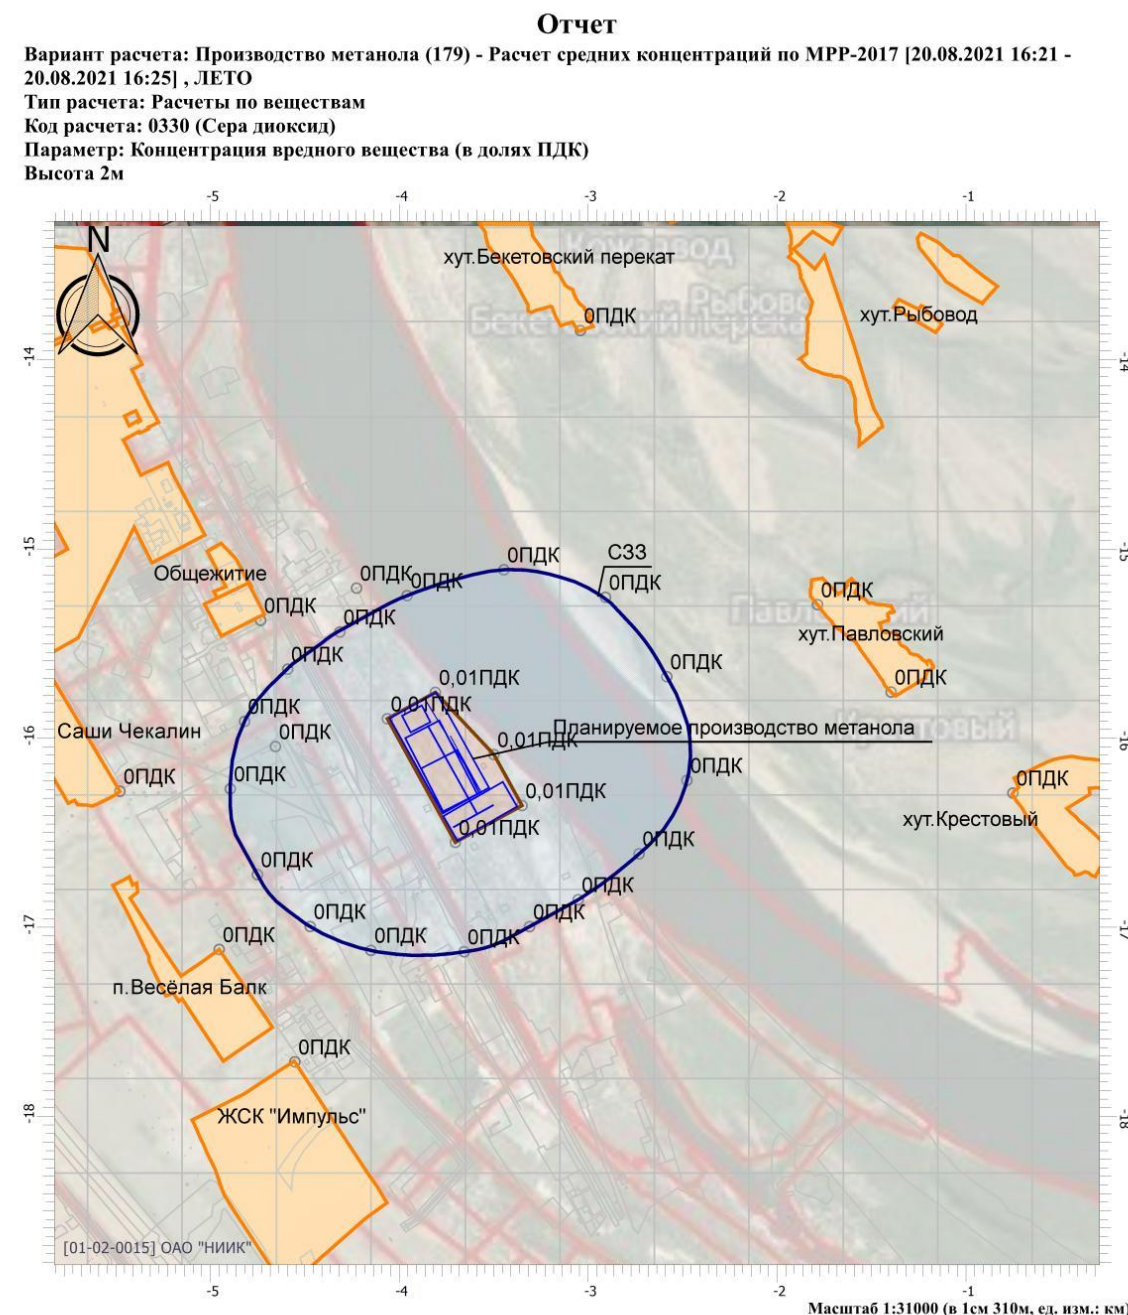 Отчет
Вариант расчета: Производство метанола (179) - Расчет средних концентраций по МРР-2017 [20.08.2021 16:21 -
20.08.2021 16:25] , ЛЕТО
Тип расчета: Расчеты по веществам
Код расчета: 0330 (Сера диоксид)
Параметр: Концентрация вредного вещества (в долях ПДК)
Высота 2м
-5 -4 -3 -2 -1
N
Кожзавод
хут.Бекетовский перекат
Рыбово
0ПДК
хут.Рыбовод
-14 -14
-15 -15
0ПДК
СЗЗ
Общежитие
0ПДК 0ПДК 0ПДК 0ПДК
0ПДК
0ПДК
хут.Павловский
0ПДК
0ПДК 0ПДК 0ПДК
0,01ПДК
0ПДК 0,01ПДК
Саши Чекалин
Планируемое производство метанола
0,01ПДК
0ПДК
-16 -16
0ПДК 0ПДК 0ПДК 0ПДК
0,01ПДК
хут.Крестовый
0,01ПДК
0ПДК
0ПДК
0ПДК
0ПДК 0ПДК
-17 -17
0ПДК 0ПДК 0ПДК
п.Весёлая Балк
0ПДК
ЖСК "Импульс"
-18 -18
[01-02-0015] ОАО "НИИК"
-5 -4 -3 -2 -1
Масштаб 1:31000 (в 1см 310м, ед. изм.: км)